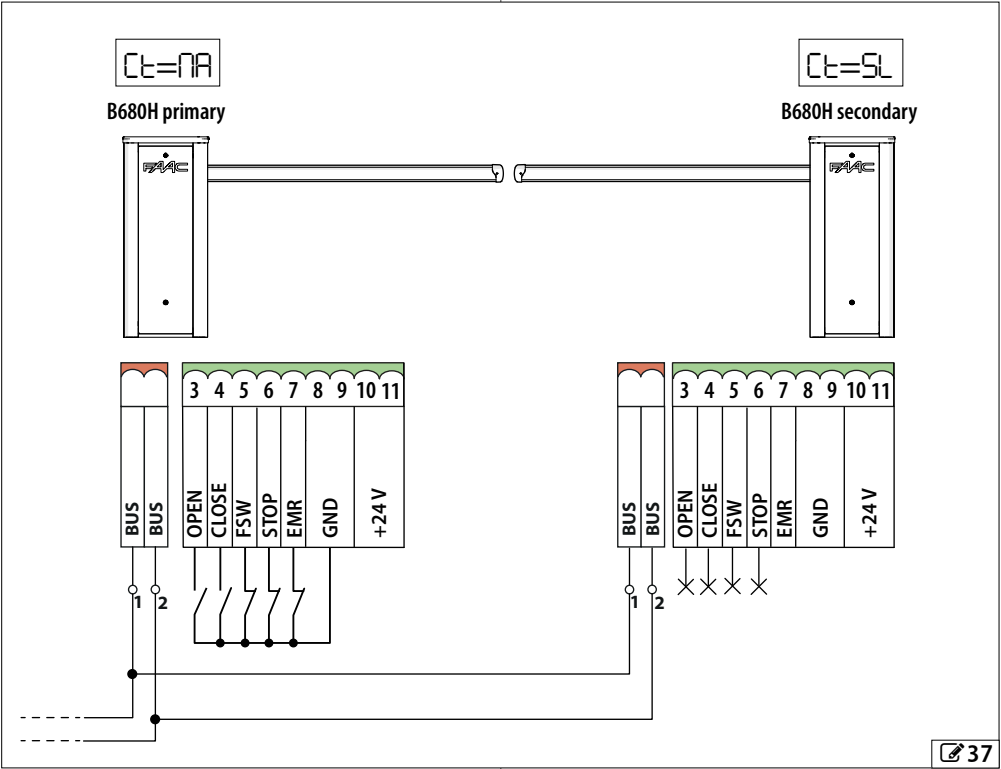 Ct=MA
Ct=SL
B680H primary
B680H secondary
FAAC
FAAC
3 4 5 6 7 8 9 10 11
3 4 5 6 7 8 9 10 11
BUS
BUS
OPEN
CLOSE
FSW
STOP
EMR
GND
+24 V
BUS
BUS
OPEN
CLOSE
FSW
STOP
EMR
GND
+24 V
1 2
1 2
37